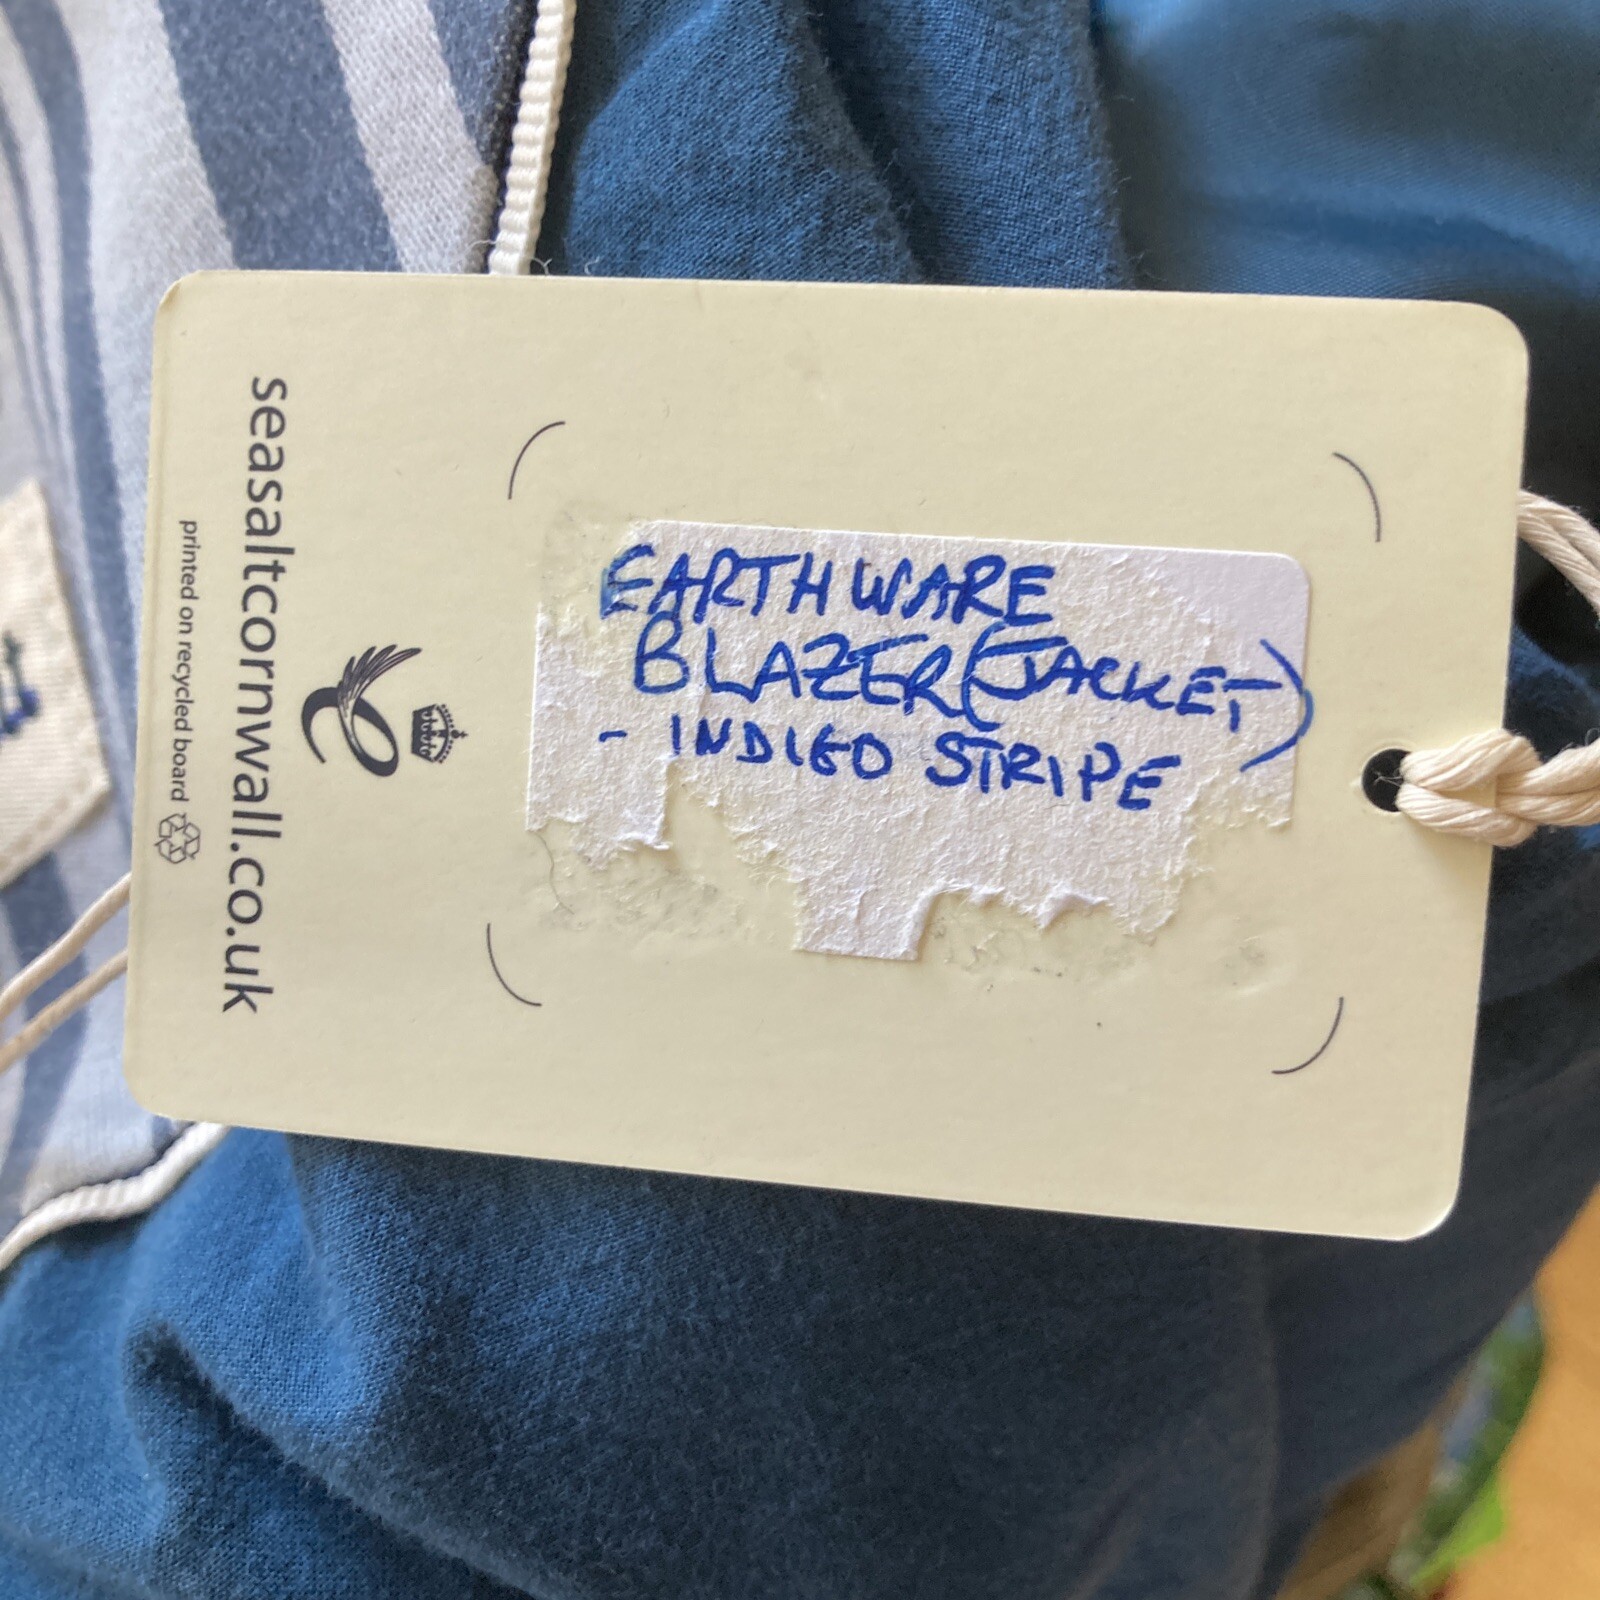 EARTHWARE
BLAZER (JACKET)
- INDIGO STRIPE
seasaltcornwall.co.uk
printed on recycled board